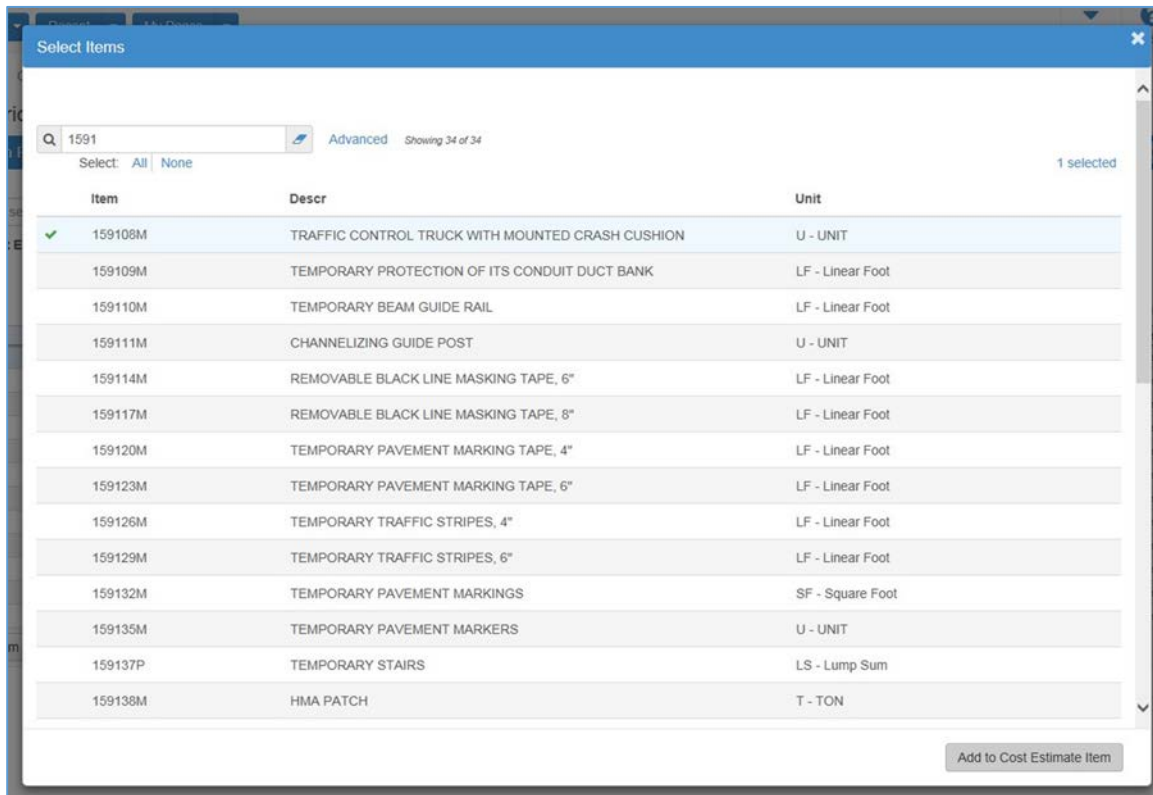 Select Items
1591 Advanced Showing 34 of 34
Select: All None 1 selected
Item Descr Unit
159108M TRAFFIC CONTROL TRUCK WITH MOUNTED CRASH CUSHION U - UNIT
159109M TEMPORARY PROTECTION OF ITS CONDUIT DUCT BANK LF - Linear Foot
159110M TEMPORARY BEAM GUIDE RAIL LF - Linear Foot
159111M CHANNELIZING GUIDE POST U - UNIT
159114M REMOVABLE BLACK LINE MASKING TAPE, 6" LF - Linear Foot
159117M REMOVABLE BLACK LINE MASKING TAPE, 8" LF - Linear Foot
159120M TEMPORARY PAVEMENT MARKING TAPE, 4" LF - Linear Foot
159123M TEMPORARY PAVEMENT MARKING TAPE, 6" LF - Linear Foot
159126M TEMPORARY TRAFFIC STRIPES, 4" LF - Linear Foot
159129M TEMPORARY TRAFFIC STRIPES, 6" LF - Linear Foot
159132M TEMPORARY PAVEMENT MARKINGS SF - Square Foot
159135M TEMPORARY PAVEMENT MARKERS U - UNIT
159137P TEMPORARY STAIRS LS - Lump Sum
159138M HMA PATCH T - TON
Add to Cost Estimate Item